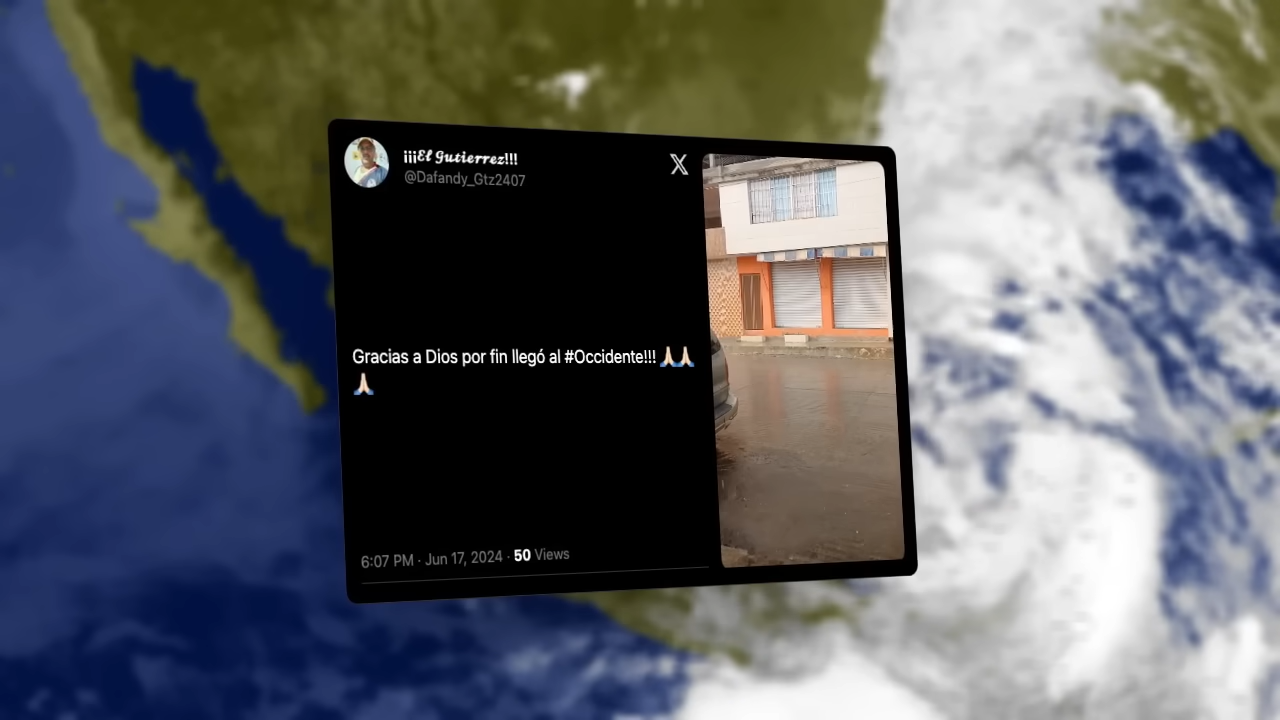 ¡¡¡El Gutierrez!!!
@Dafandy_Gtz2407
Gracias a Dios por fin llegó al #Occidente!!! 🙏🏻🙏🏻
🙏🏻
6:07 PM · Jun 17, 2024 · 50 Views